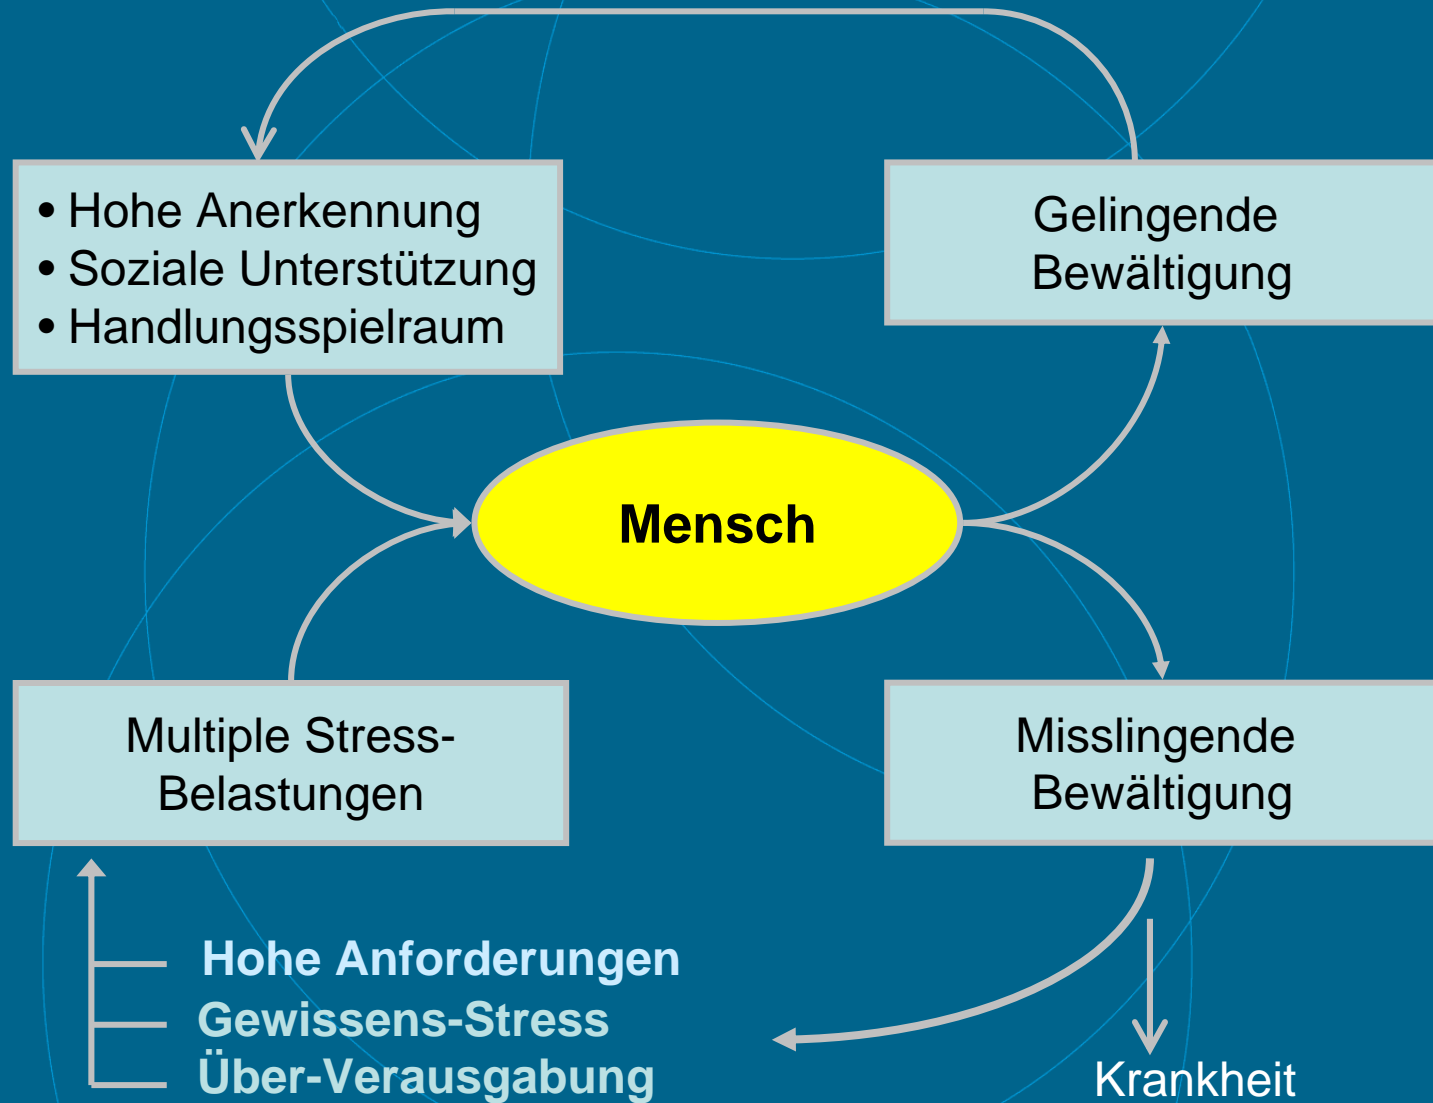 • Hohe Anerkennung
• Soziale Unterstützung
• Handlungsspielraum
Gelingende
Bewältigung
Mensch
Multiple Stress-
Belastungen
Misslingende
Bewältigung
Hohe Anforderungen
Gewissens-Stress
Über-Verausgabung
Krankheit